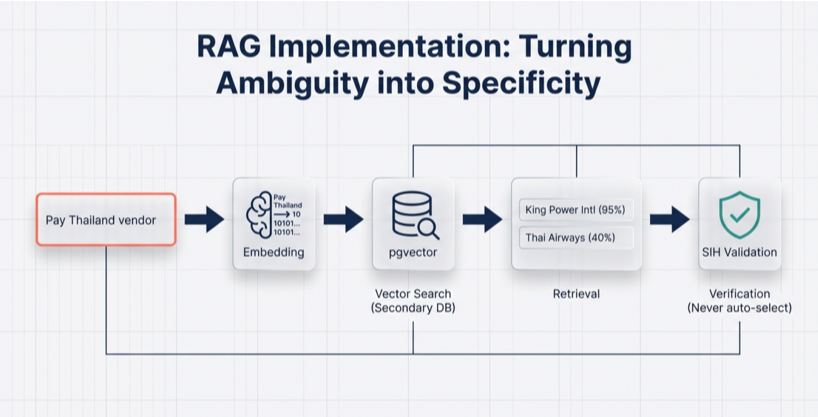 RAG Implementation: Turning
Ambiguity into Specificity
Pay Thailand vendor
Pay
Thailand
→ 10
10101...
10101...
Embedding
pgvector
Vector Search
(Secondary DB)
King Power Intl (95%)
Thai Airways (40%)
Retrieval
SIH Validation
Verification
(Never auto-select)